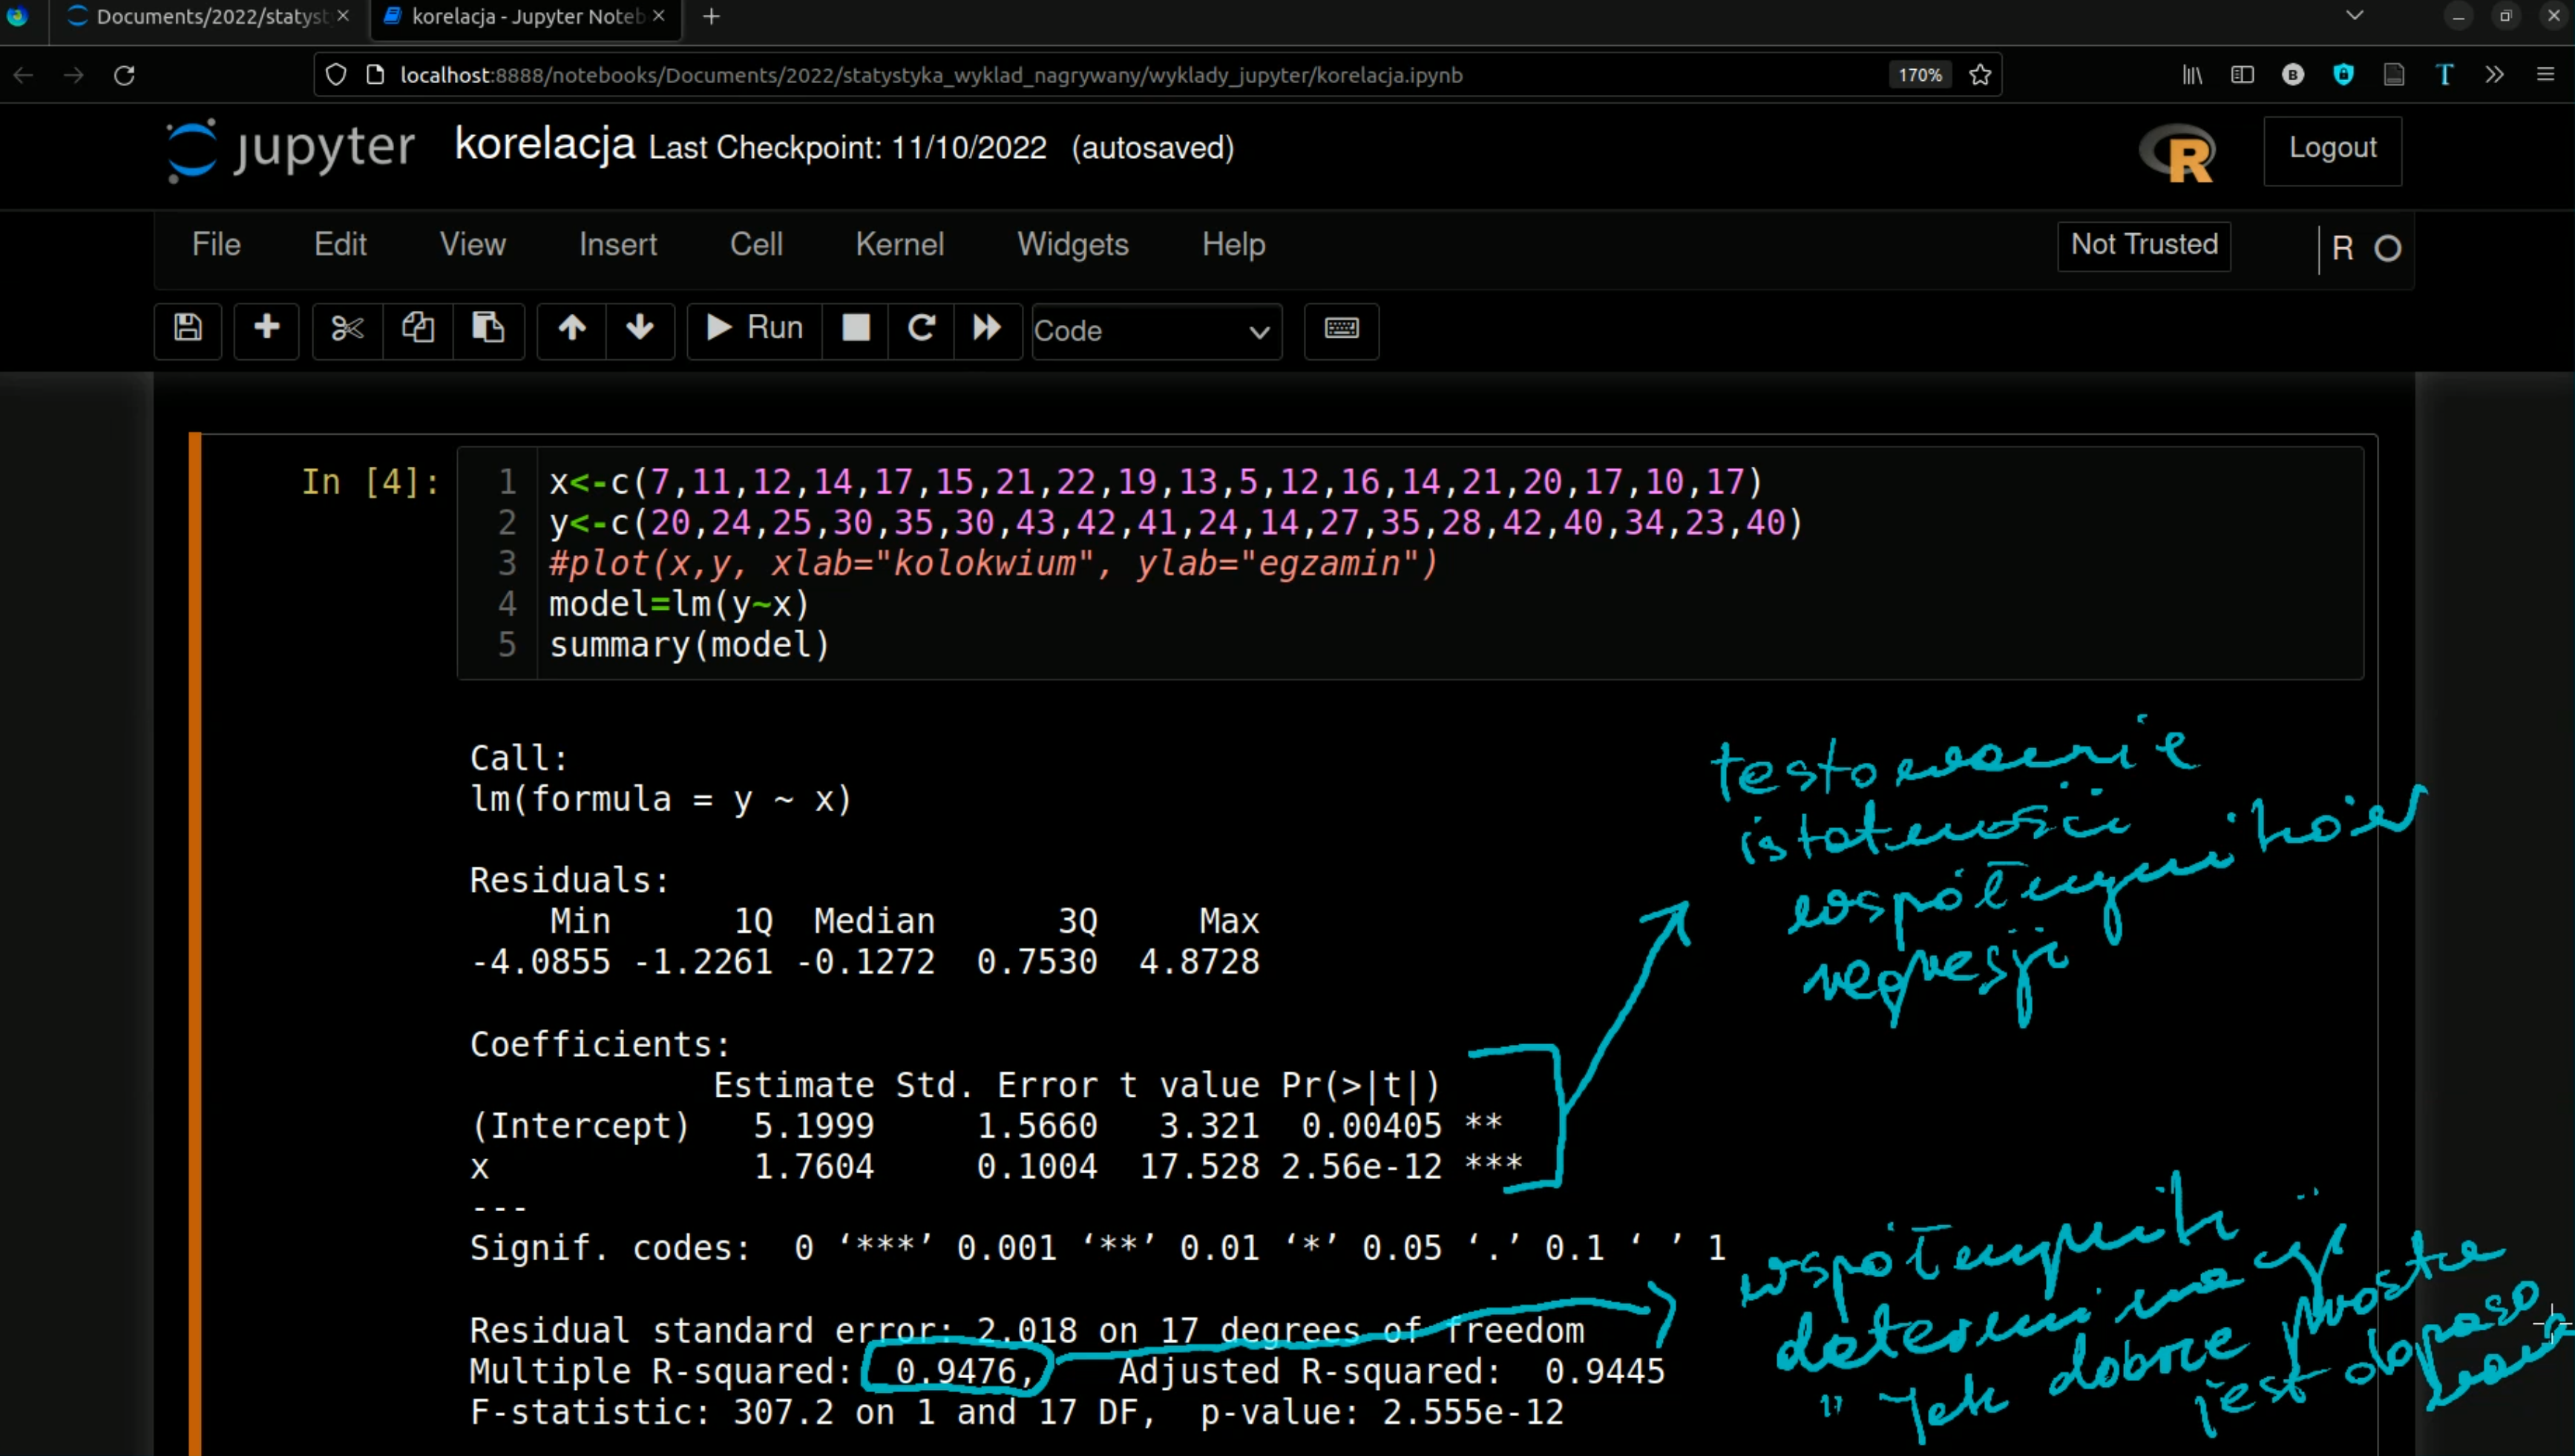 Documents/2022/statyst
korelacja - Jupyter Noteb
localhost:8888/notebooks/Documents/2022/statystyka_wyklad_nagrywany/wyklady_jupyter/korelacja.ipynb
170%
jupyter korelacja Last Checkpoint: 11/10/2022 (autosaved)
R
Logout
File Edit View Insert Cell Kernel Widgets Help
Not Trusted
R
Run
Code
In [4]:
1 x<-c(7,11,12,14,17,15,21,22,19,13,5,12,16,14,21,20,17,10,17)
2 y<-c(20,24,25,30,35,30,43,42,41,24,14,27,35,28,42,40,34,23,40)
3 #plot(x,y, xlab="kolokwium", ylab="egzamin")
4 model=lm(y~x)
5 summary(model)
Call:
lm(formula = y ~ x)
Residuals:
Min 1Q Median 3Q Max
-4.0855 -1.2261 -0.1272 0.7530 4.8728
Coefficients:
Estimate Std. Error t value Pr(>|t|)
(Intercept) 5.1999 1.5660 3.321 0.00405 **
x 1.7604 0.1004 17.528 2.56e-12 ***
---
Signif. codes: 0 ‘***’ 0.001 ‘**’ 0.01 ‘*’ 0.05 ‘.’ 0.1 ‘ ’ 1
Residual standard error: 2.018 on 17 degrees of freedom
Multiple R-squared: 0.9476, Adjusted R-squared: 0.9445
F-statistic: 307.2 on 1 and 17 DF, p-value: 2.555e-12
testowanie
istotności
współczynników
regresji
współczynnik
determinacji
"jak dobrze prosta
jest dopaso